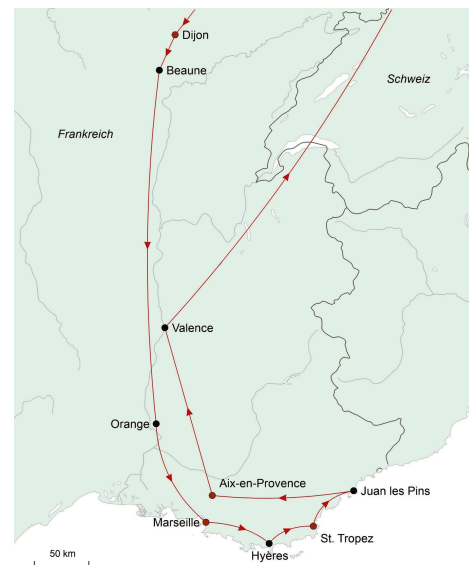 Dijon
Beaune
Schweiz
Frankreich
Valence
Orange
Aix-en-Provence
Juan les Pins
Marseille
St. Tropez
Hyères
50 km